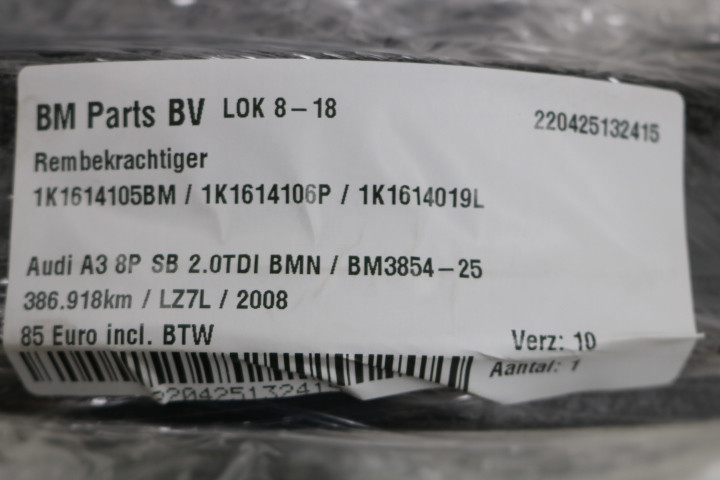 BM Parts BV LOK 8-18 220425132415
Rembekrachtiger
1K1614105BM / 1K1614106P / 1K1614019L
Audi A3 8P SB 2.0TDI BMN / BM3854-25
386.918km / LZ7L / 2008
85 Euro incl. BTW Verz: 10
Aantal: 1
22042513241